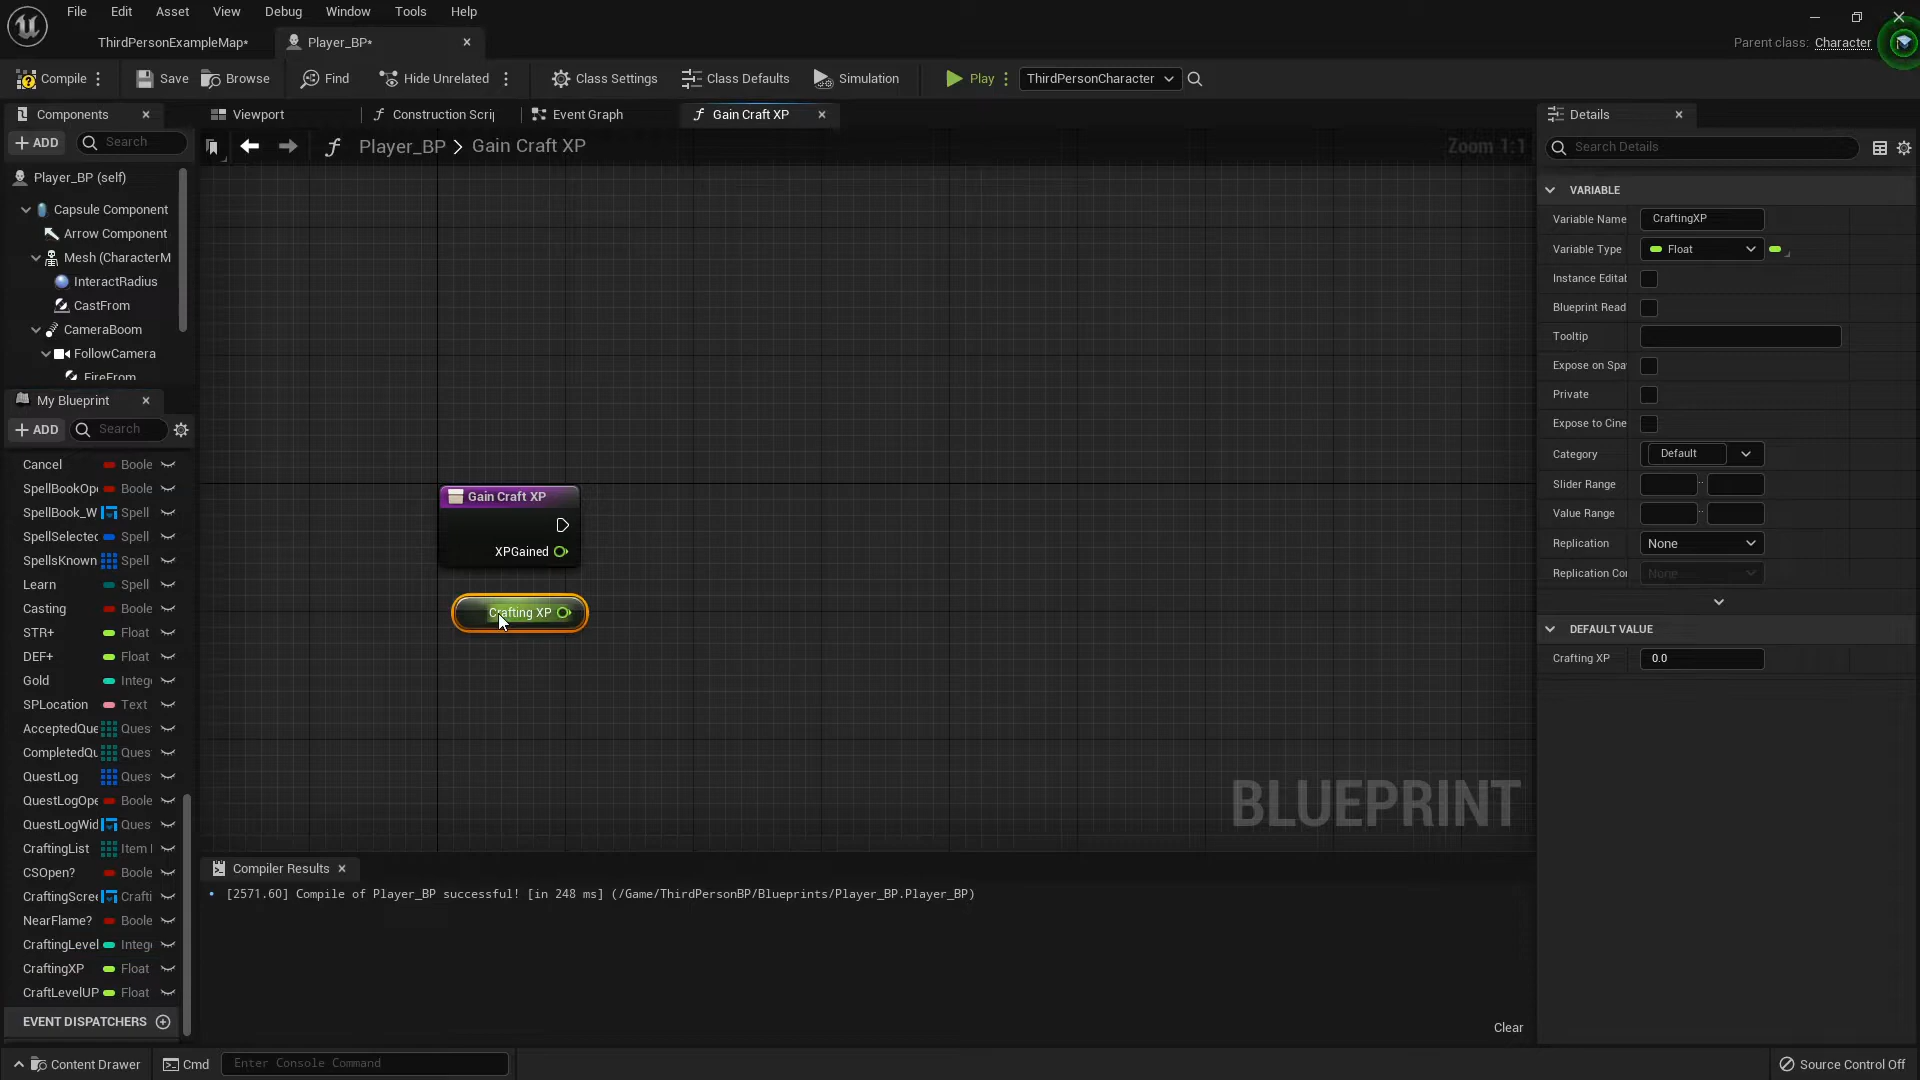 File Edit Asset View Debug Window Tools Help
ThirdPersonExampleMap*
Player_BP*
Parent class: Character
Compile
Save
Browse
Find
Hide Unrelated
Class Settings
Class Defaults
Simulation
Play
ThirdPersonCharacter
Components
Viewport
Construction Scrip
Event Graph
Gain Craft XP
Details
ADD
Search
Player_BP > Gain Craft XP
Zoom 1:1
Search Details
Player_BP (self)
Capsule Component
Arrow Component
Mesh (CharacterM
InteractRadius
CastFrom
CameraBoom
FollowCamera
FireFrom
My Blueprint
ADD
Search
Cancel Boole
SpellBookOpe Boole
SpellBook_W Spell
SpellSelected Spell
SpellsKnown Spell
Learn Spell
Casting Boole
STR+ Float
DEF+ Float
Gold Intege
SPLocation Text
AcceptedQue Ques
CompletedQu Ques
QuestLog Ques
QuestLogOpe Boole
QuestLogWid Ques
CraftingList Item
CSOpen? Boole
CraftingScree Crafti
NearFlame? Boole
CraftingLevel Intege
CraftingXP Float
CraftLevelUP Float
EVENT DISPATCHERS
Gain Craft XP
XPGained
Crafting XP
BLUEPRINT
Compiler Results
[2571.60] Compile of Player_BP successful! [in 248 ms] (/Game/ThirdPersonBP/Blueprints/Player_BP.Player_BP)
Clear
VARIABLE
Variable Name CraftingXP
Variable Type Float
Instance Editab
Blueprint Read
Tooltip
Expose on Spa
Private
Expose to Cine
Category Default
Slider Range
Value Range
Replication None
Replication Co None
DEFAULT VALUE
Crafting XP 0.0
Content Drawer
Cmd
Enter Console Command
Source Control Off